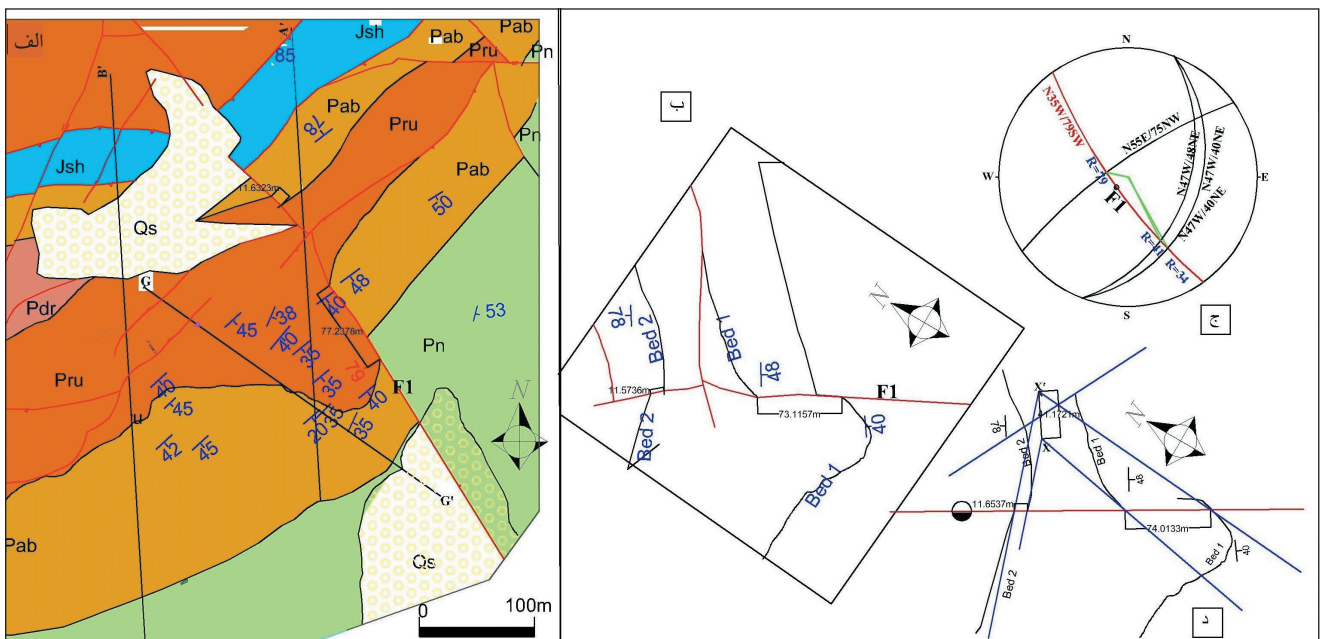 الف
B'
A'
85
Jsh
Pab
Pab
Pru
Pn
Pab
78
Pru
Pn
Jsh
11.6323m
Pab
50
Qs
Pdr
G
48
40
53
45
38
40
35
77.2378m
Pn
Pru
79
35
F1
40
45
u
40
20
35
35
42
45
N
G'
Pab
Qs
0
100m
ب
78
Bed 2
Bed 1
48
N
11.5736m
F1
73.1157m
Bed 2
40
Bed 1
N
N35W/79SW
N55E/75NW
N47W/48NE
N47W/40NE
N47W/40NE
W
E
R=79
F1
R=41
R=34
S
ج
X'
41.1721m
N
78
Bed 2
X
Bed 1
48
11.6537m
74.0133m
Bed 2
Bed 1
40
د